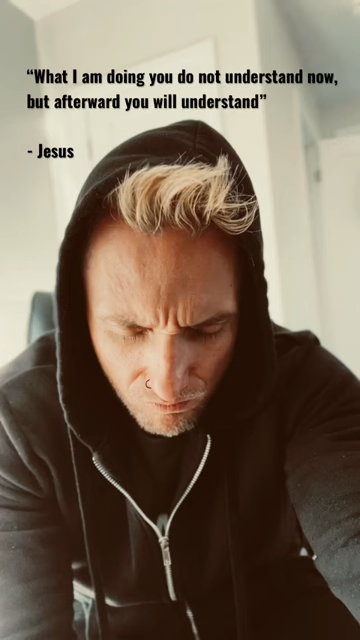 “What I am doing you do not understand now,
but afterward you will understand”
- Jesus